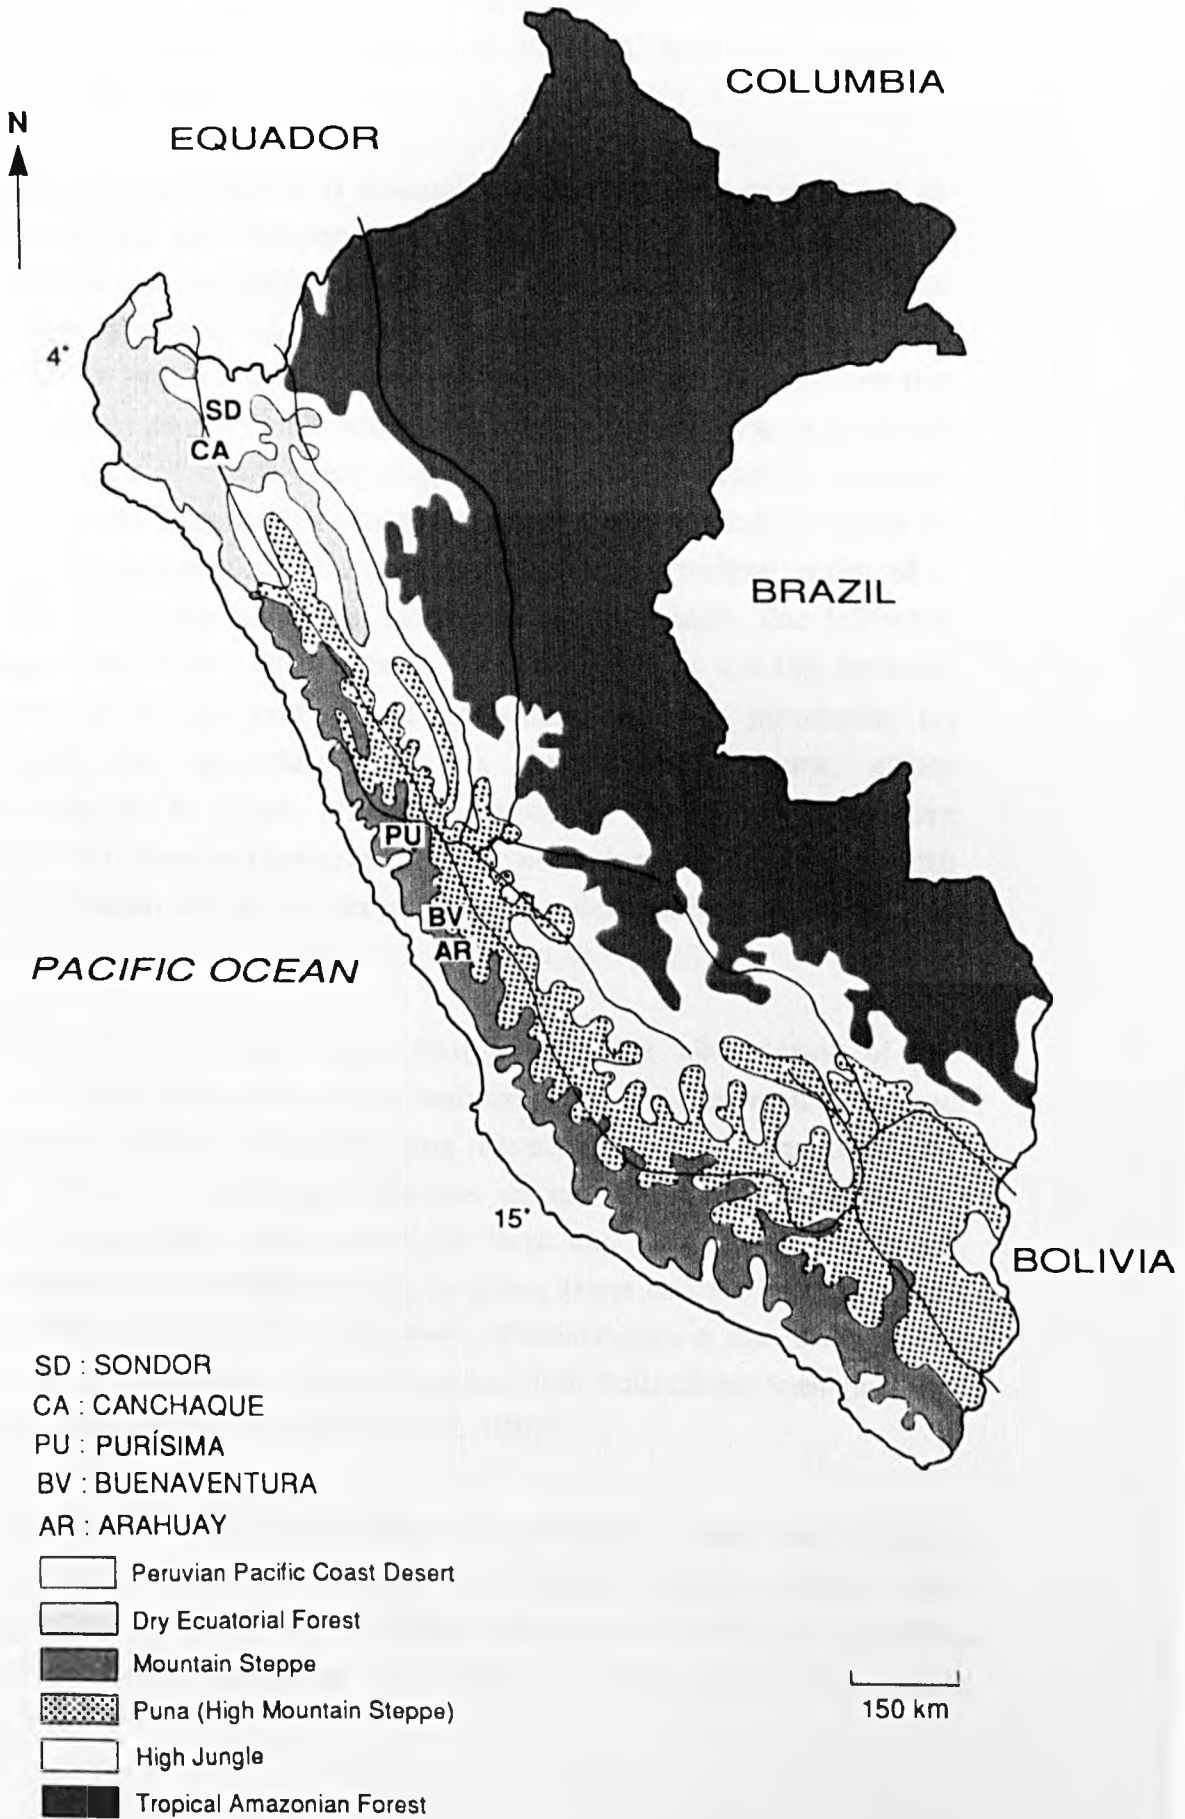 COLUMBIA
N
EQUADOR
4°
SD
CA
BRAZIL
PU
BV
AR
PACIFIC OCEAN
15°
BOLIVIA
SD : SONDOR
CA : CANCHAQUE
PU : PURÍSIMA
BV : BUENAVENTURA
AR : ARAHUAY
Peruvian Pacific Coast Desert
Dry Ecuatorial Forest
Mountain Steppe
Puna (High Mountain Steppe)
High Jungle
Tropical Amazonian Forest
150 km